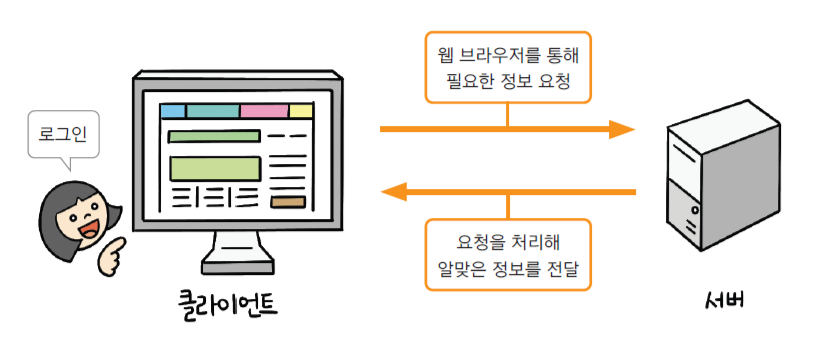 웹 브라우저를 통해
필요한 정보 요청
로그인
요청을 처리해
알맞은 정보를 전달
클라이언트
서버